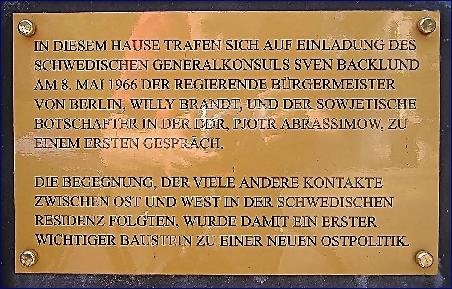 IN DIESEM HAUSE TRAFEN SICH AUF EINLADUNG DES
SCHWEDISCHEN GENERALKONSULS SVEN BACKLUND
AM 8. MAI 1966 DER REGIERENDE BÜRGERMEISTER
VON BERLIN, WILLY BRANDT, UND DER SOWJETISCHE
BOTSCHAFTER IN DER DDR, PJOTR ABRASSIMOW, ZU
EINEM ERSTEN GESPRÄCH.
DIE BEGEGNUNG, DER VIELE ANDERE KONTAKTE
ZWISCHEN OST UND WEST IN DER SCHWEDISCHEN
RESIDENZ FOLGTEN, WURDE DAMIT EIN ERSTER
WICHTIGER BAUSTEIN ZU EINER NEUEN OSTPOLITIK.